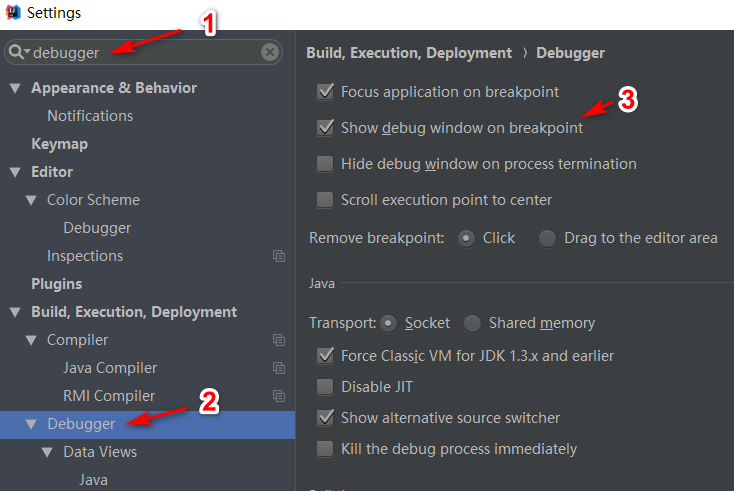 Settings
1
debugger
Build, Execution, Deployment › Debugger
Appearance & Behavior
Notifications
Keymap
Editor
Color Scheme
Debugger
Inspections
Plugins
Build, Execution, Deployment
Compiler
Java Compiler
RMI Compiler
2
Debugger
Data Views
Java
Focus application on breakpoint
3
Show debug window on breakpoint
Hide debug window on process termination
Scroll execution point to center
Remove breakpoint: Click Drag to the editor area
Java
Transport: Socket Shared memory
Force Classic VM for JDK 1.3.x and earlier
Disable JIT
Show alternative source switcher
Kill the debug process immediately